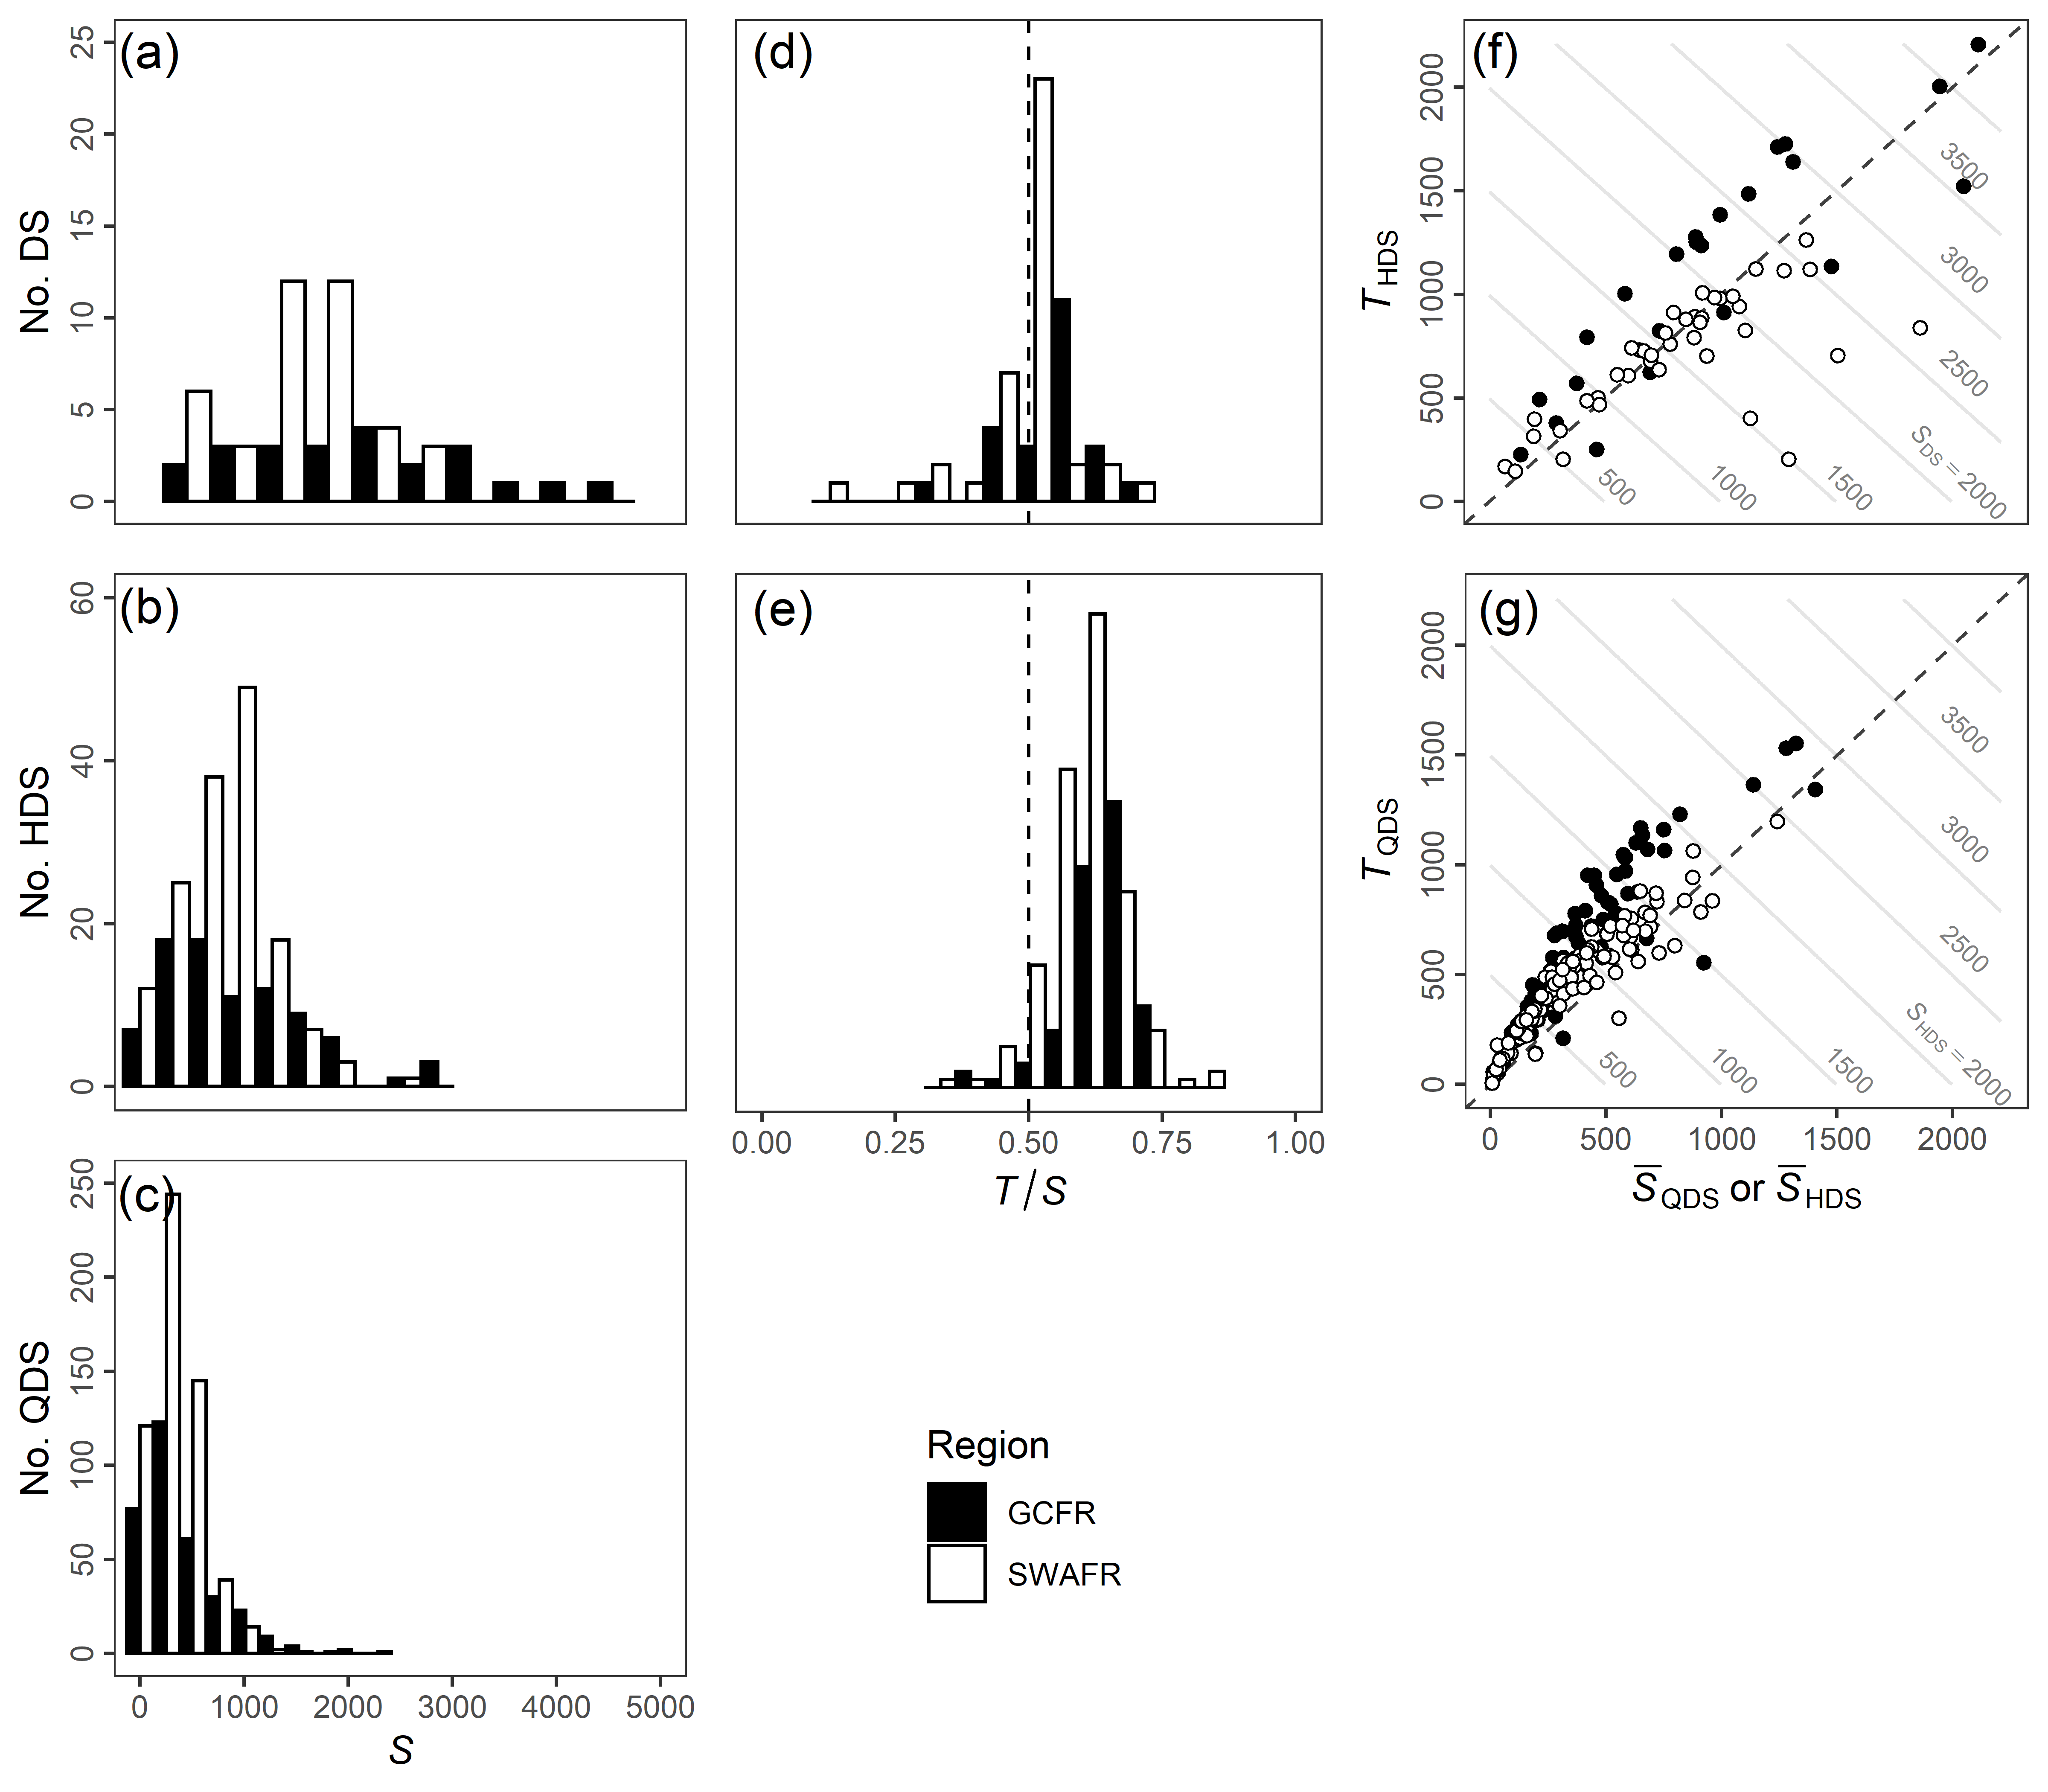 (a)
No. DS
25
20
15
10
5
0
(b)
No. HDS
60
40
20
0
(c)
No. QDS
250
200
150
100
50
0
0 1000 2000 3000 4000 5000
S
(d)
(e)
0.00 0.25 0.50 0.75 1.00
T/S
Region
GCFR
SWAFR
(f)
T HDS
2000
1500
1000
500
0
3500
3000
2500
S DS = 2000
1500
1000
500
(g)
T QDS
2000
1500
1000
500
0
3500
3000
2500
S HDS = 2000
1500
1000
500
0 500 1000 1500 2000
S̅ QDS or S̅ HDS